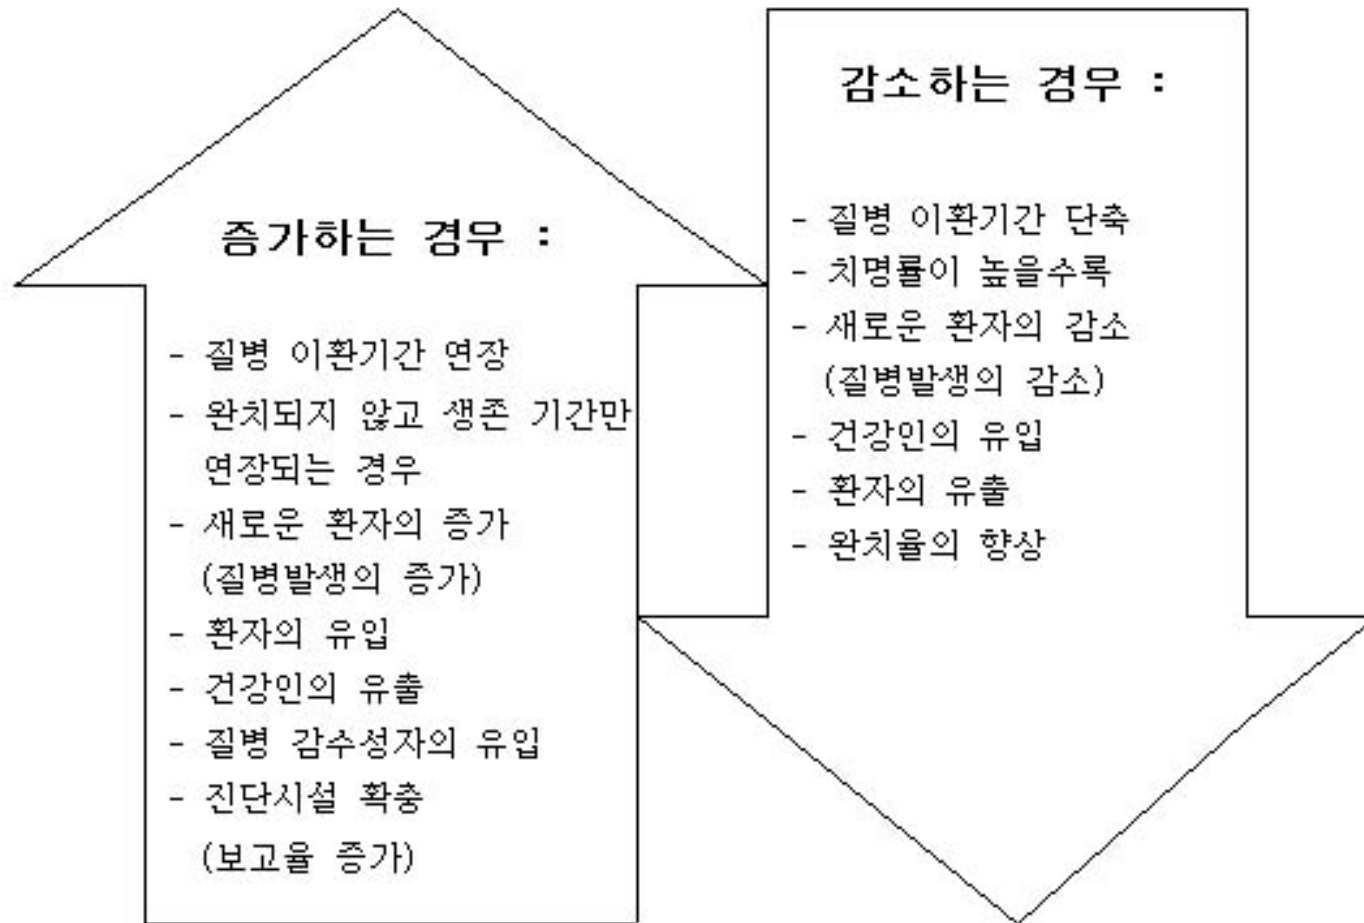 증가하는 경우 :
- 질병 이환기간 연장
- 완치되지 않고 생존 기간만
연장되는 경우
- 새로운 환자의 증가
(질병발생의 증가)
- 환자의 유입
- 건강인의 유출
- 질병 감수성자의 유입
- 진단시설 확충
(보고율 증가)
감소하는 경우 :
- 질병 이환기간 단축
- 치명률이 높을수록
- 새로운 환자의 감소
(질병발생의 감소)
- 건강인의 유입
- 환자의 유출
- 완치율의 향상